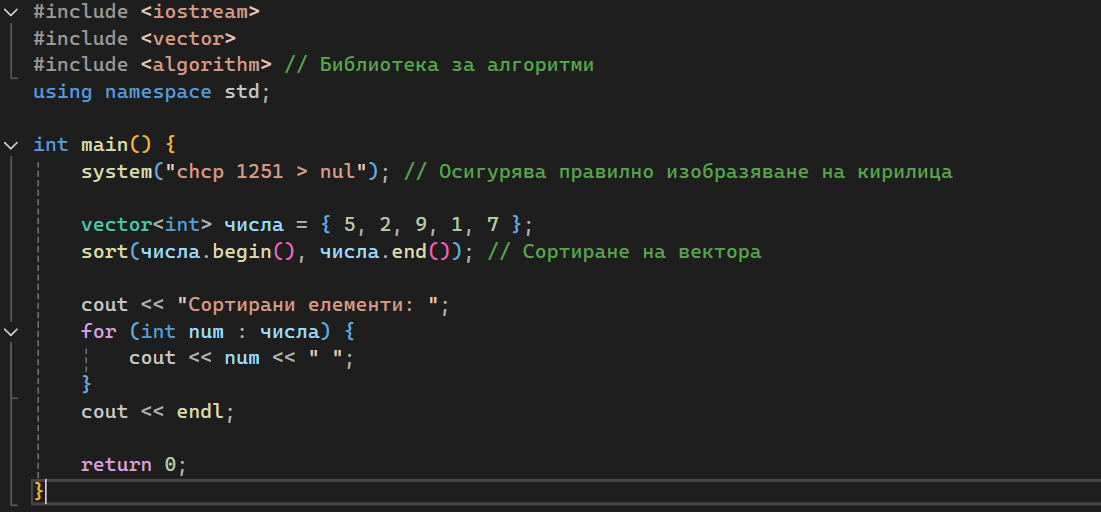 #include <iostream>
#include <vector>
#include <algorithm> // Библиотека за алгоритми
using namespace std;
int main() {
system("chcp 1251 > nul"); // Осигурява правилно изобразяване на кирилица
vector<int> числа = { 5, 2, 9, 1, 7 };
sort(числа.begin(), числа.end()); // Сортиране на вектора
cout << "Сортирани елементи: ";
for (int num : числа) {
cout << num << " ";
}
cout << endl;
return 0;
}